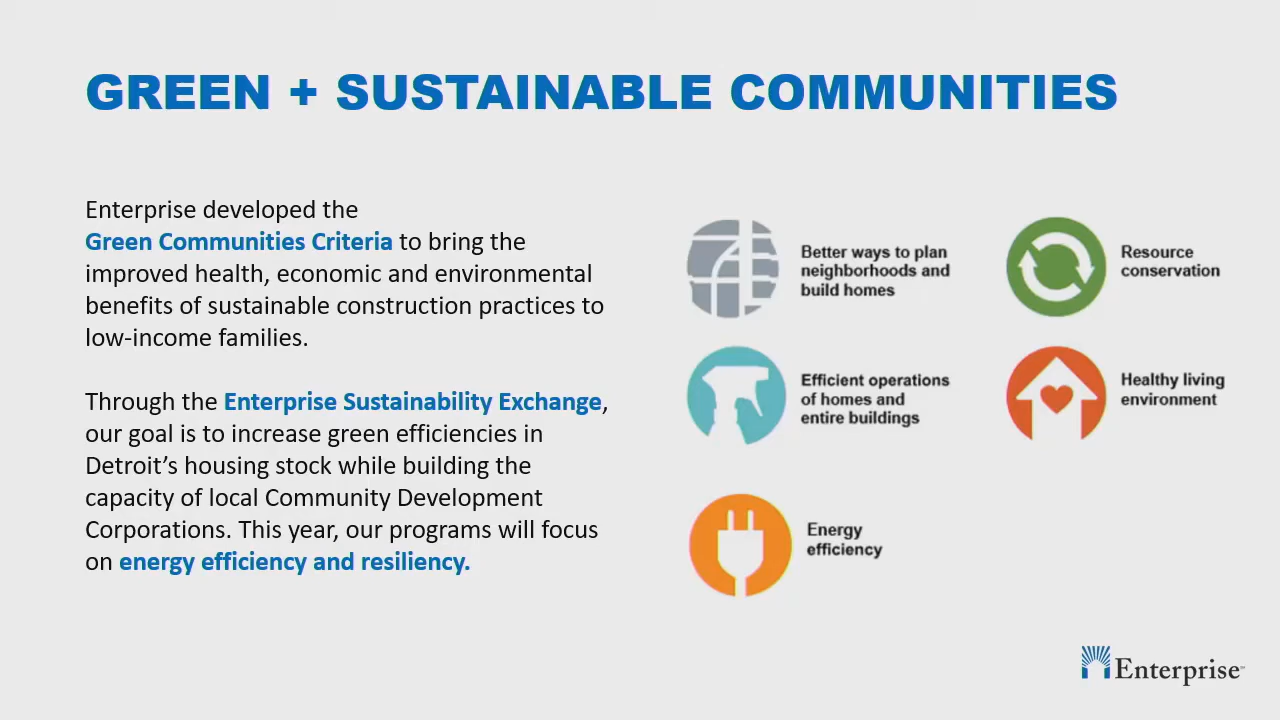 GREEN + SUSTAINABLE COMMUNITIES
Enterprise developed the
Green Communities Criteria to bring the
improved health, economic and environmental
benefits of sustainable construction practices to
low-income families.
Through the Enterprise Sustainability Exchange,
our goal is to increase green efficiencies in
Detroit’s housing stock while building the
capacity of local Community Development
Corporations. This year, our programs will focus
on energy efficiency and resiliency.
Better ways to plan
neighborhoods and
build homes
Resource
conservation
Efficient operations
of homes and
entire buildings
Healthy living
environment
Energy
efficiency
Enterprise